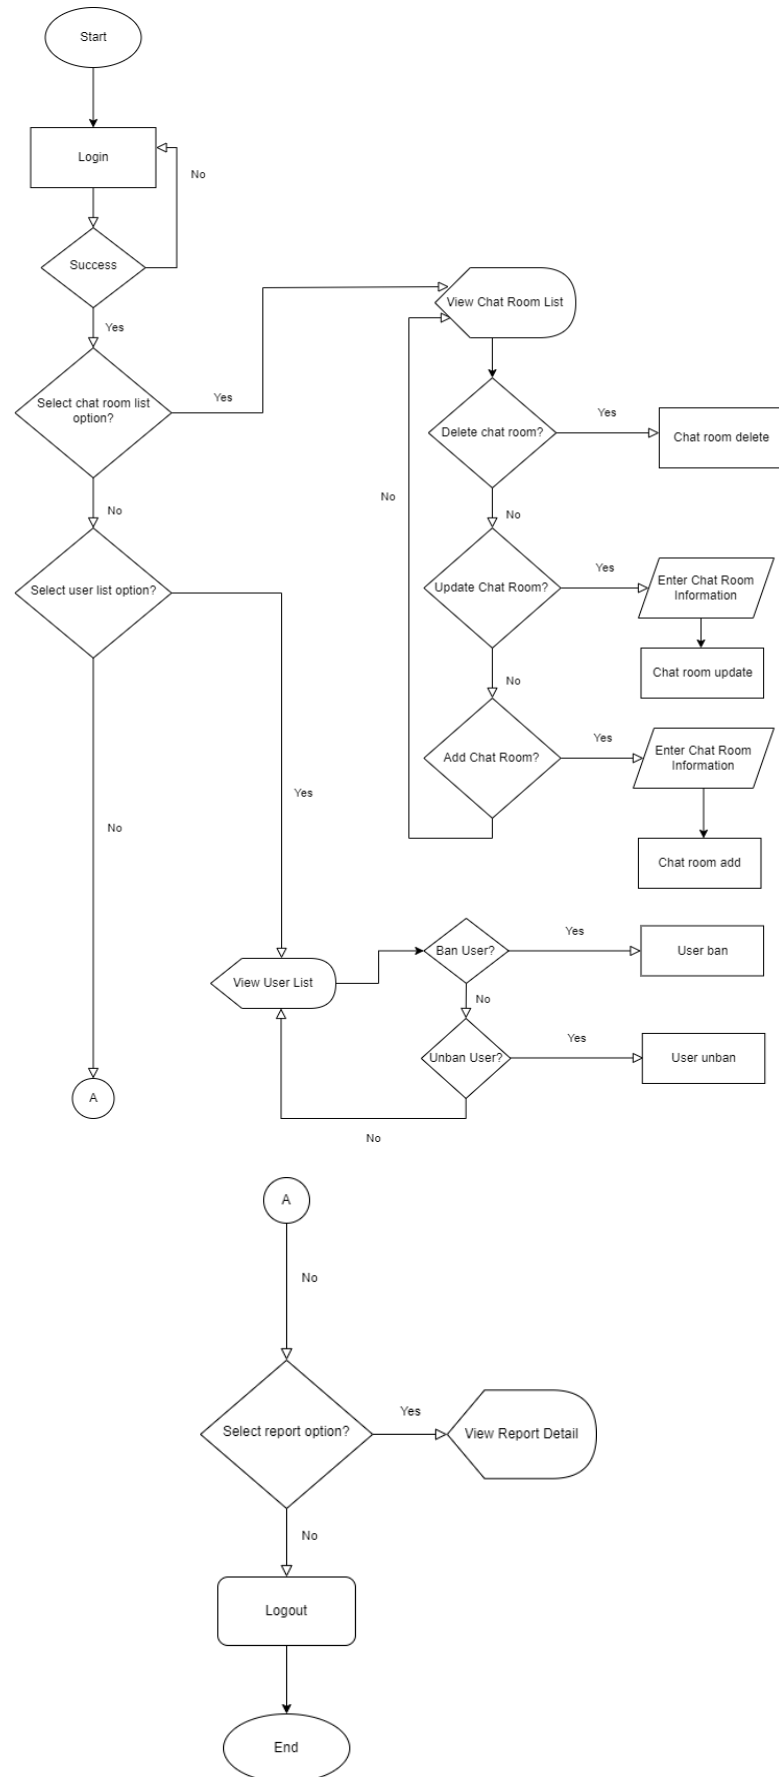 Start
Login
No
Success
Yes
Select chat room list
option?
Yes
View Chat Room List
Delete chat room?
Yes
Chat room delete
No
No
No
Select user list option?
Update Chat Room?
Yes
Enter Chat Room
Information
Chat room update
No
Add Chat Room?
Yes
Enter Chat Room
Information
Chat room add
Yes
No
View User List
Ban User?
Yes
User ban
No
Unban User?
Yes
User unban
No
A
A
No
Select report option?
Yes
View Report Detail
No
Logout
End